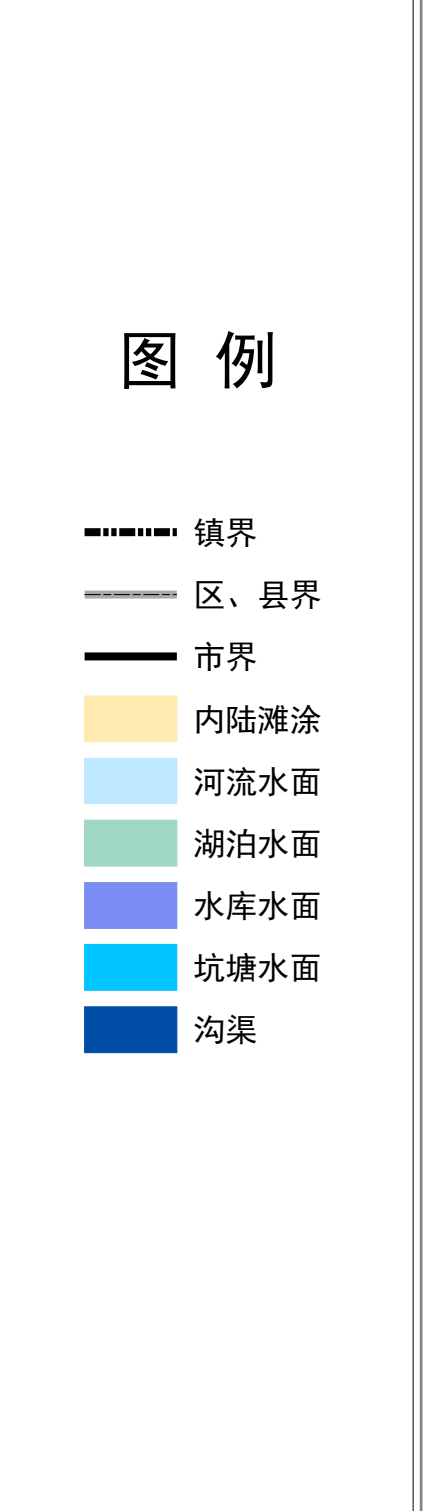 图 例
镇界
区、县界
市界
内陆滩涂
河流水面
湖泊水面
水库水面
坑塘水面
沟渠